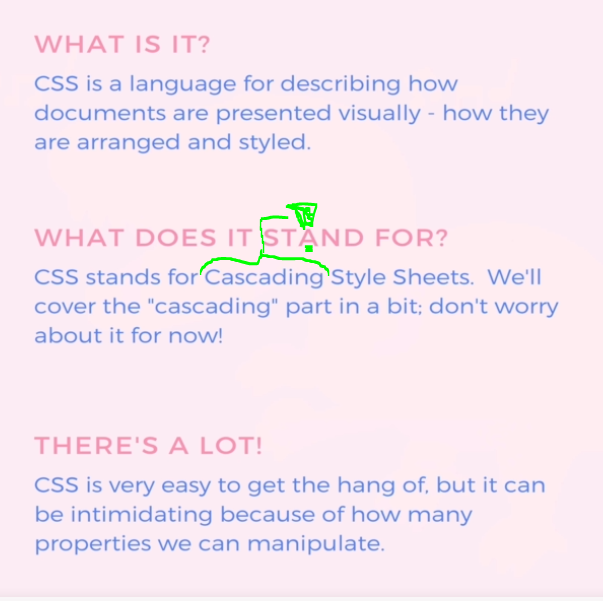 WHAT IS IT?
CSS is a language for describing how
documents are presented visually - how they
are arranged and styled.
WHAT DOES IT STAND FOR?
CSS stands for Cascading Style Sheets. We'll
cover the "cascading" part in a bit; don't worry
about it for now!
THERE'S A LOT!
CSS is very easy to get the hang of, but it can
be intimidating because of how many
properties we can manipulate.